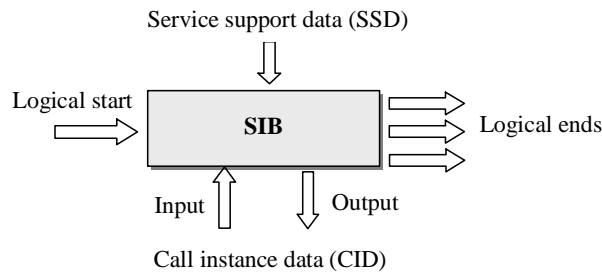 Service support data (SSD)
Logical start
SIB
Logical ends
Input
Output
Call instance data (CID)